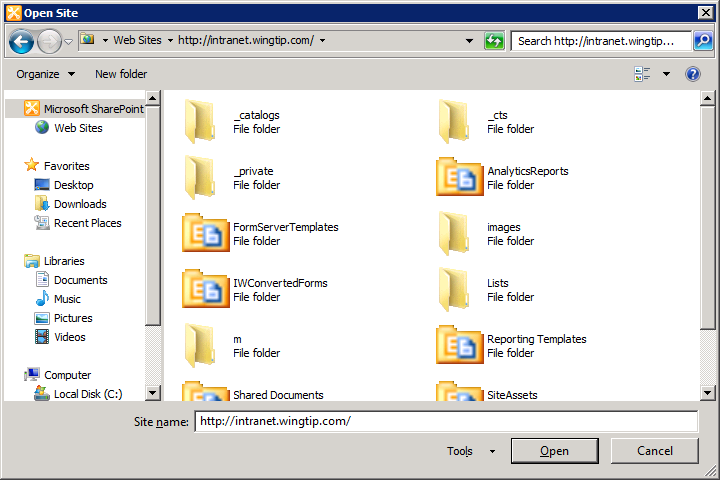 Open Site
Web Sites
http://intranet.wingtip.com/
Search http://intranet.wingtip...
Organize
New folder
Microsoft SharePoint
Web Sites
Favorites
Desktop
Downloads
Recent Places
Libraries
Documents
Music
Pictures
Videos
Computer
Local Disk (C:)
_catalogs
File folder
_cts
File folder
_private
File folder
AnalyticsReports
File folder
FormServerTemplates
File folder
images
File folder
IWConvertedForms
File folder
Lists
File folder
m
File folder
Reporting Templates
File folder
Shared Documents
SiteAssets
Site name:
http://intranet.wingtip.com/
Tools
Open
Cancel